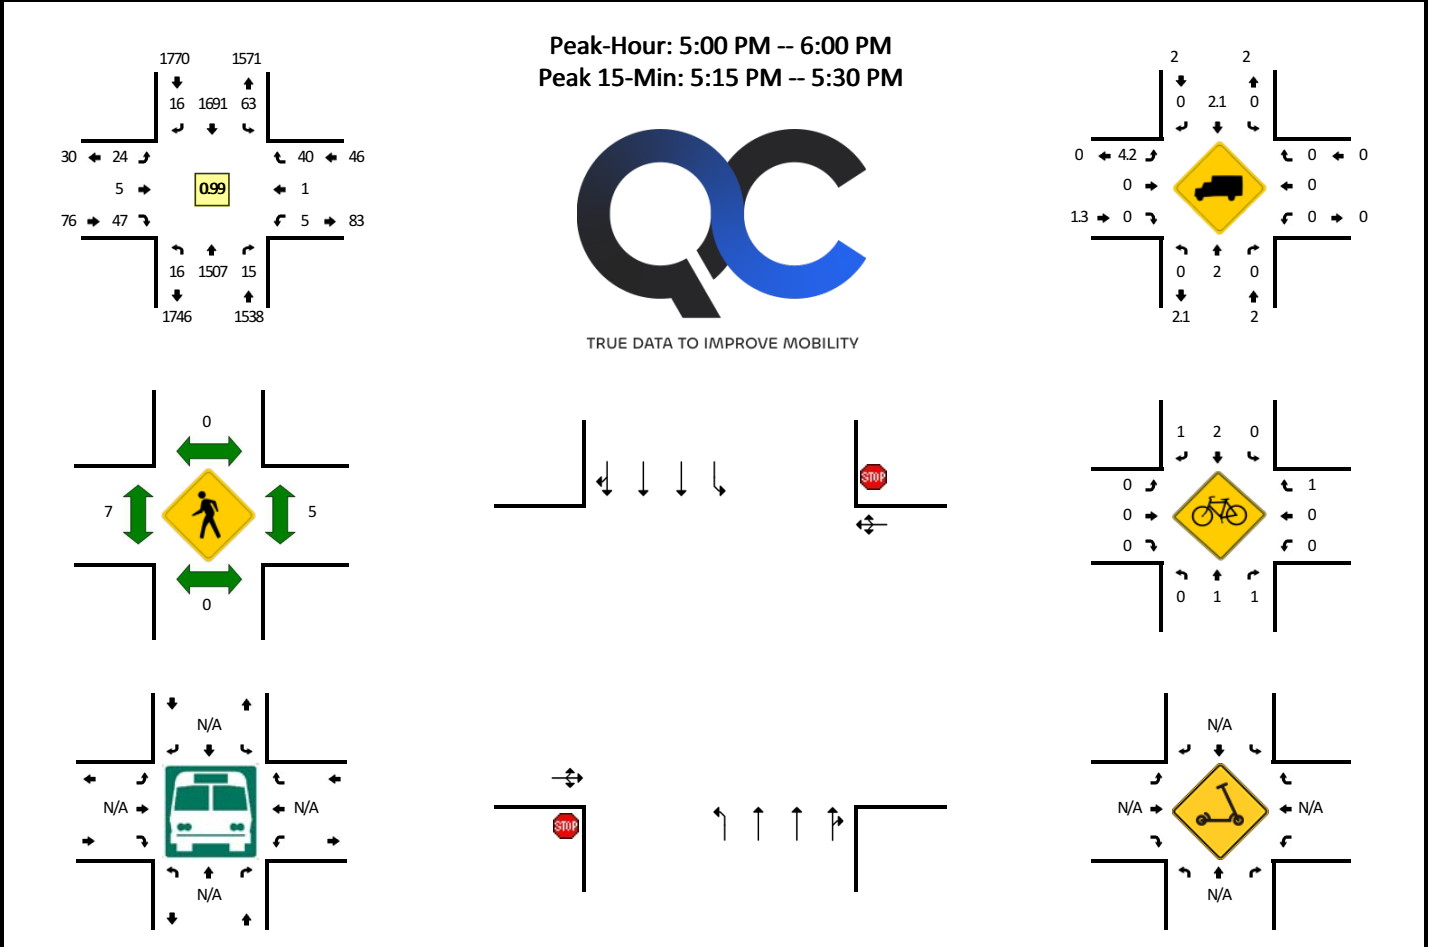 Peak-Hour: 5:00 PM -- 6:00 PM
Peak 15-Min: 5:15 PM -- 5:30 PM
1770 1571
16 1691 63
30 24 40 46
5 0.99 1
76 47 5 83
16 1507 15
1746 1538
QC
TRUE DATA TO IMPROVE MOBILITY
2 2
0 2.1 0
0 4.2 0 0
0 0
1.3 0 0 0
0 2 0
2.1 2
0
7 5
0
STOP
STOP
1 2 0
0 1
0 0
0 0
0 1 1
N/A
N/A N/A
N/A
N/A
N/A N/A
N/A